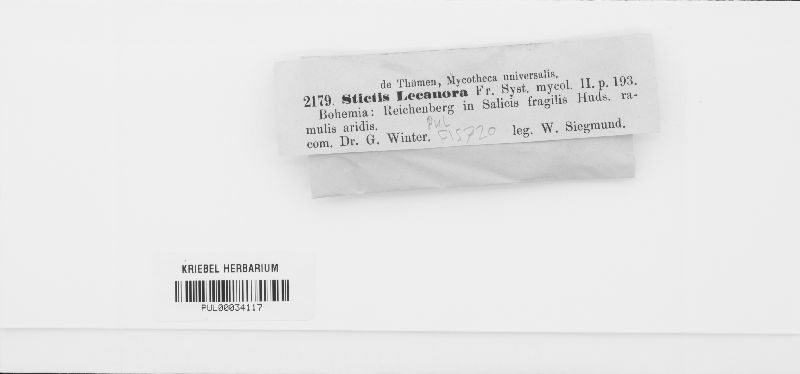 de Thümen, Mycotheca universalis.
2179. Stictis Lecanora Fr. Syst. mycol. II. p. 193.
Bohemia: Reichenberg in Salicis fragilis Huds. ra-
mulis aridis.
PUL
com. Dr. G. Winter. F15720 leg. W. Siegmund.
KRIEBEL HERBARIUM
PUL00034117